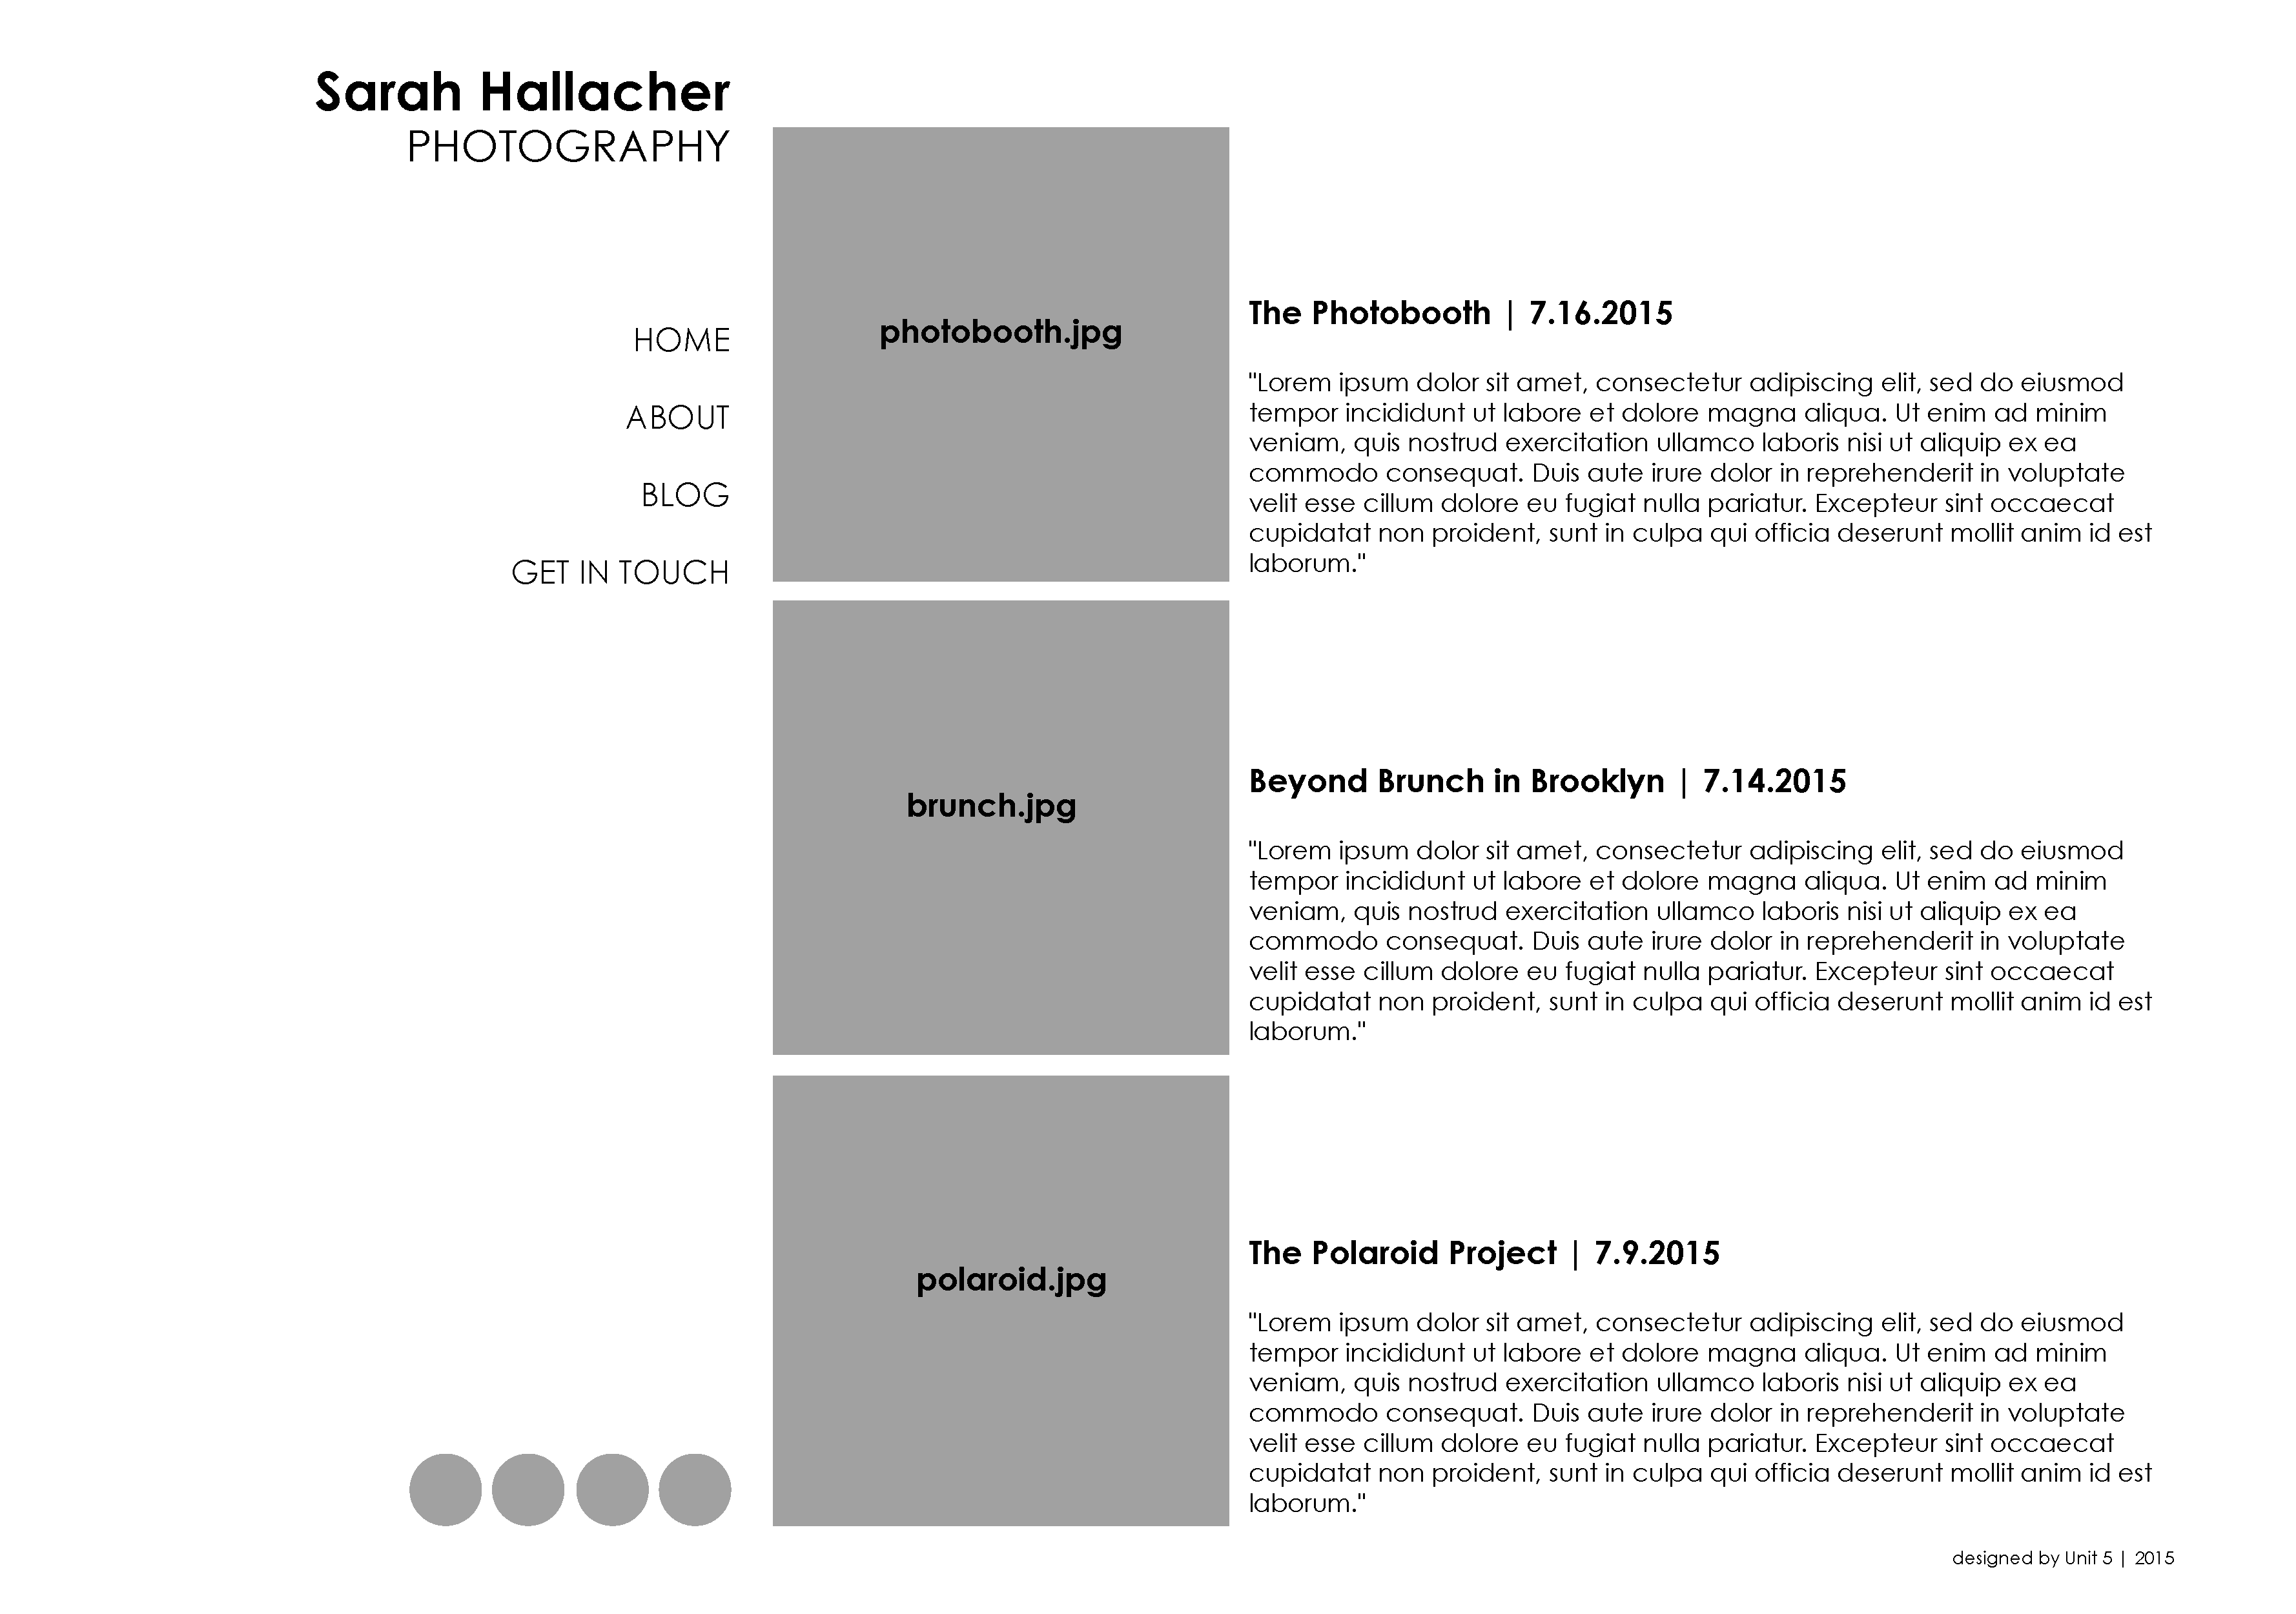 Sarah Hallacher
PHOTOGRAPHY
HOME
ABOUT
BLOG
GET IN TOUCH
photobooth.jpg
The Photobooth | 7.16.2015
"Lorem ipsum dolor sit amet, consectetur adipiscing elit, sed do eiusmod
tempor incididunt ut labore et dolore magna aliqua. Ut enim ad minim
veniam, quis nostrud exercitation ullamco laboris nisi ut aliquip ex ea
commodo consequat. Duis aute irure dolor in reprehenderit in voluptate
velit esse cillum dolore eu fugiat nulla pariatur. Excepteur sint occaecat
cupidatat non proident, sunt in culpa qui officia deserunt mollit anim id est
laborum."
brunch.jpg
Beyond Brunch in Brooklyn | 7.14.2015
"Lorem ipsum dolor sit amet, consectetur adipiscing elit, sed do eiusmod
tempor incididunt ut labore et dolore magna aliqua. Ut enim ad minim
veniam, quis nostrud exercitation ullamco laboris nisi ut aliquip ex ea
commodo consequat. Duis aute irure dolor in reprehenderit in voluptate
velit esse cillum dolore eu fugiat nulla pariatur. Excepteur sint occaecat
cupidatat non proident, sunt in culpa qui officia deserunt mollit anim id est
laborum."
polaroid.jpg
The Polaroid Project | 7.9.2015
"Lorem ipsum dolor sit amet, consectetur adipiscing elit, sed do eiusmod
tempor incididunt ut labore et dolore magna aliqua. Ut enim ad minim
veniam, quis nostrud exercitation ullamco laboris nisi ut aliquip ex ea
commodo consequat. Duis aute irure dolor in reprehenderit in voluptate
velit esse cillum dolore eu fugiat nulla pariatur. Excepteur sint occaecat
cupidatat non proident, sunt in culpa qui officia deserunt mollit anim id est
laborum."
designed by Unit 5 | 2015